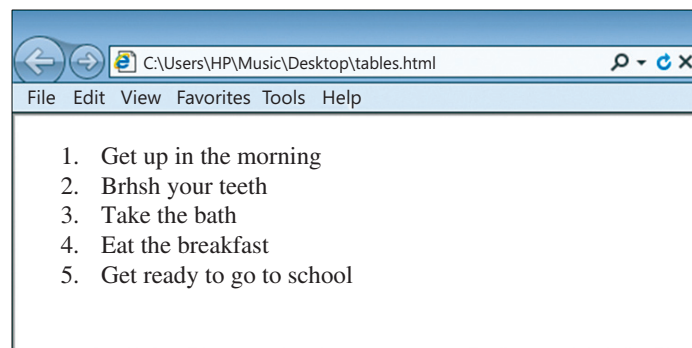 C:\Users\HP\Music\Desktop\tables.html
File Edit View Favorites Tools Help
1. Get up in the morning
2. Brhsh your teeth
3. Take the bath
4. Eat the breakfast
5. Get ready to go to school